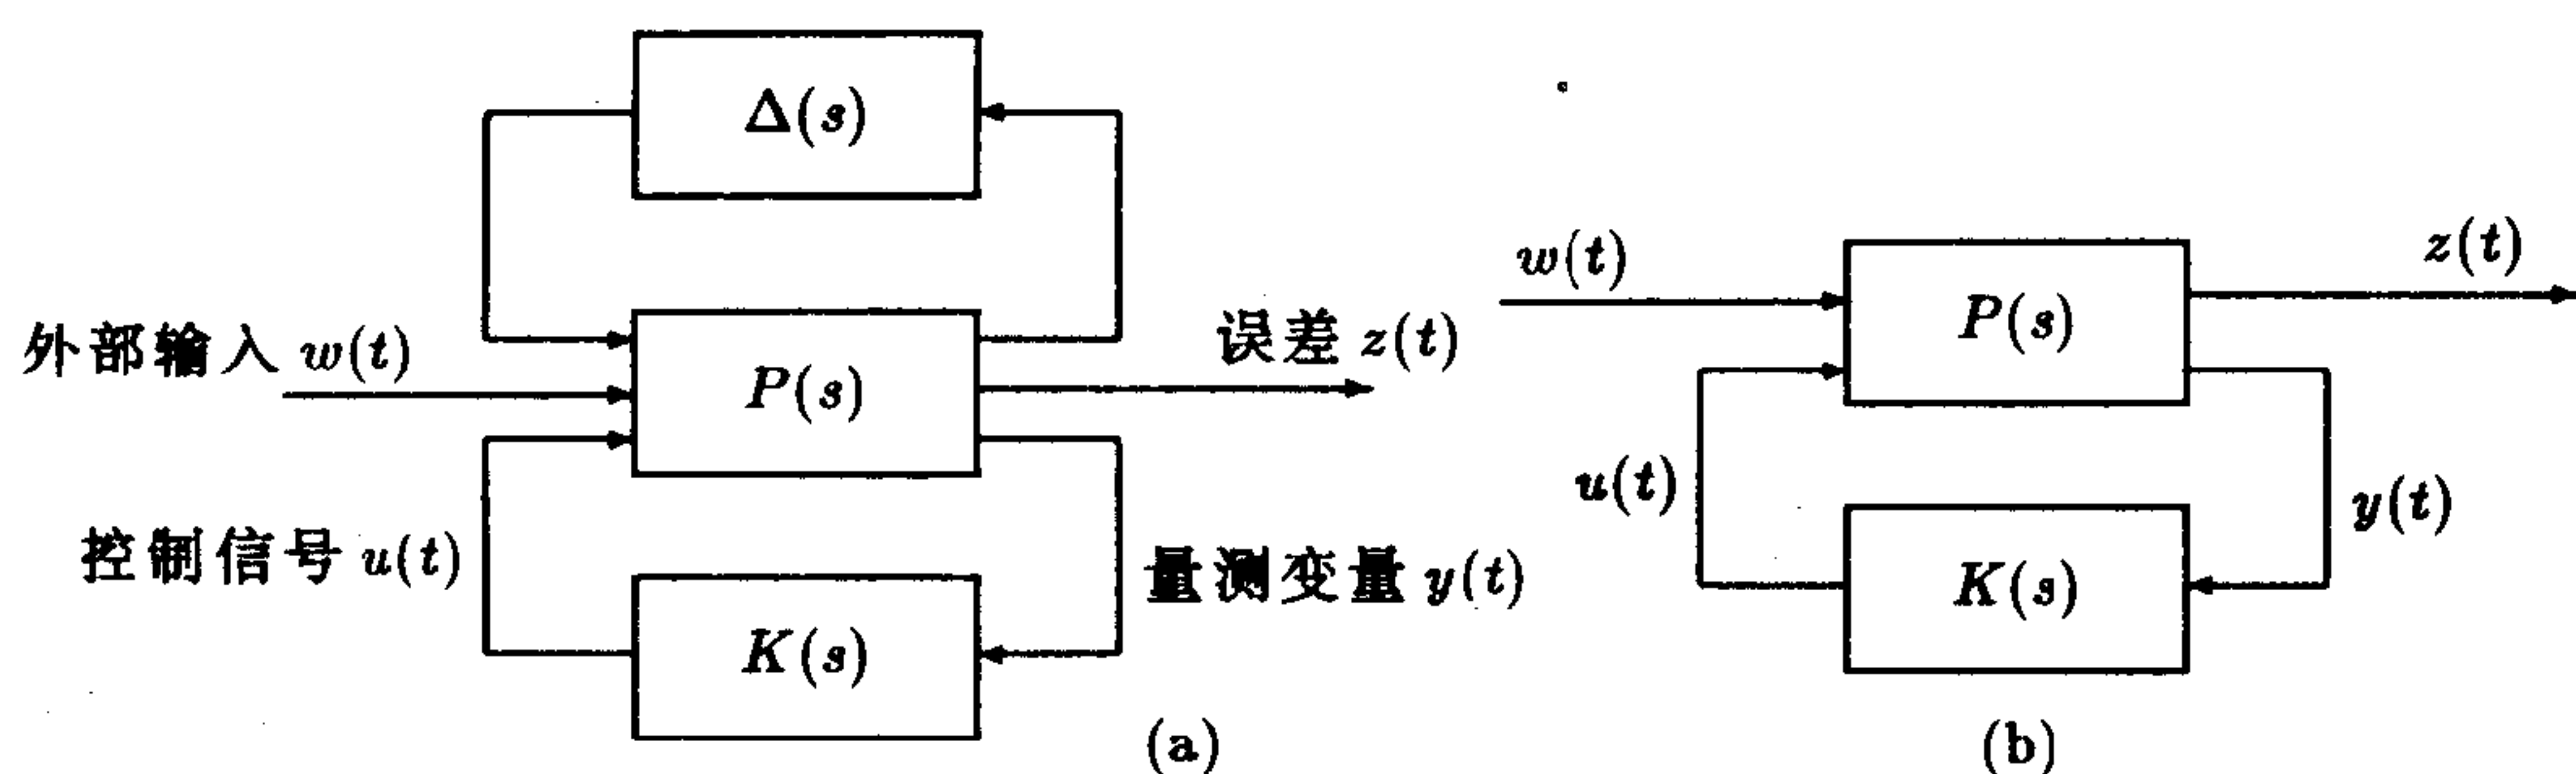 Δ(s)
外部输入 w(t)
P(s)
误差 z(t)
控制信号 u(t)
量测变量 y(t)
K(s)
(a)
w(t)
P(s)
z(t)
u(t)
y(t)
K(s)
(b)